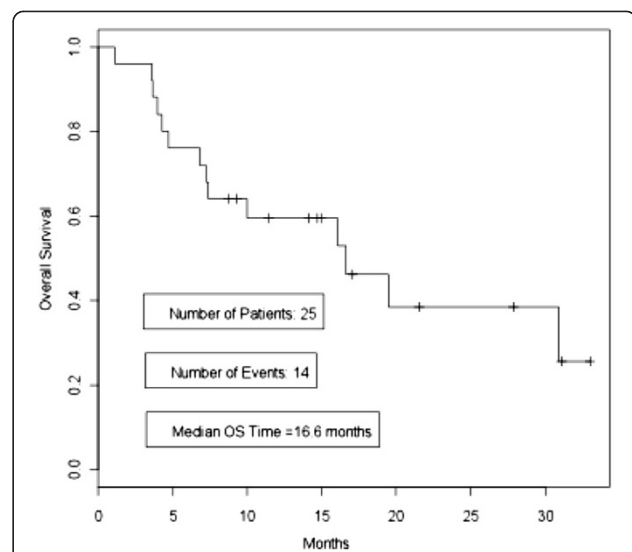 1.0
0.8
0.6
0.4
0.2
0.0
Overall Survival
Number of Patients: 25
Number of Events: 14
Median OS Time =16.6 months
0 5 10 15 20 25 30
Months